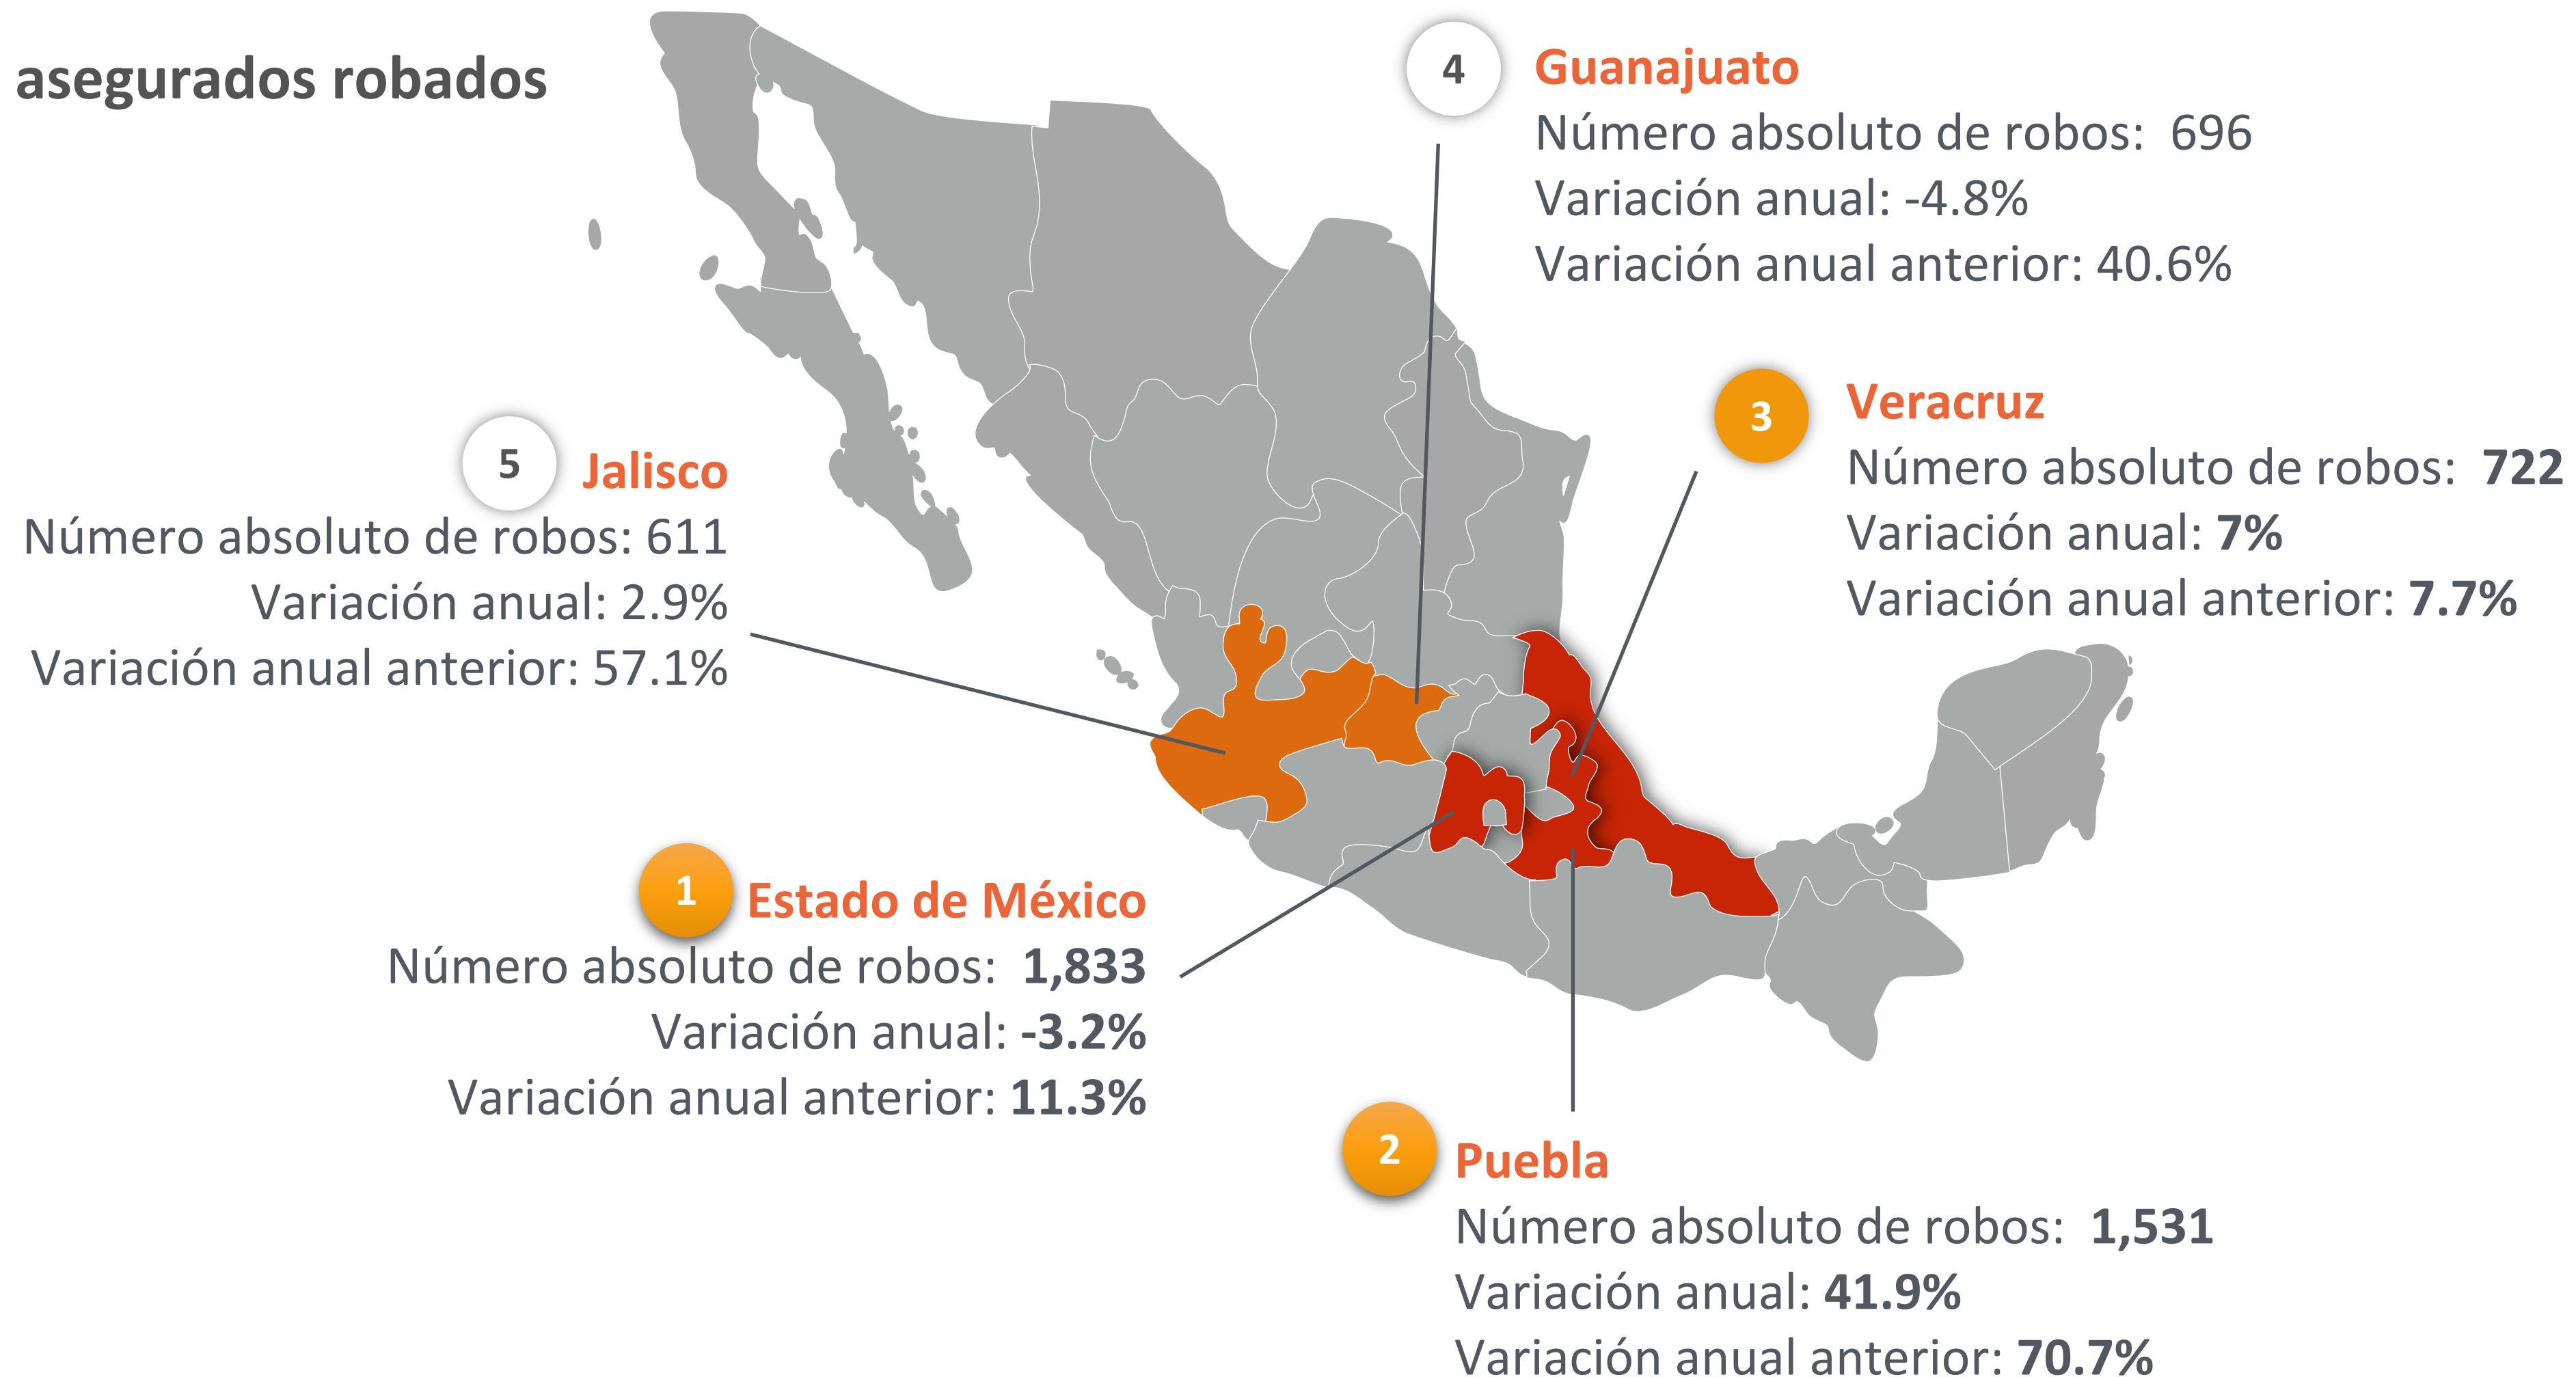 asegurados robados
4
Guanajuato
Número absoluto de robos: 696
Variación anual: -4.8%
Variación anual anterior: 40.6%
3
Veracruz
Número absoluto de robos: 722
Variación anual: 7%
Variación anual anterior: 7.7%
5
Jalisco
Número absoluto de robos: 611
Variación anual: 2.9%
Variación anual anterior: 57.1%
1
Estado de México
Número absoluto de robos: 1,833
Variación anual: -3.2%
Variación anual anterior: 11.3%
2
Puebla
Número absoluto de robos: 1,531
Variación anual: 41.9%
Variación anual anterior: 70.7%